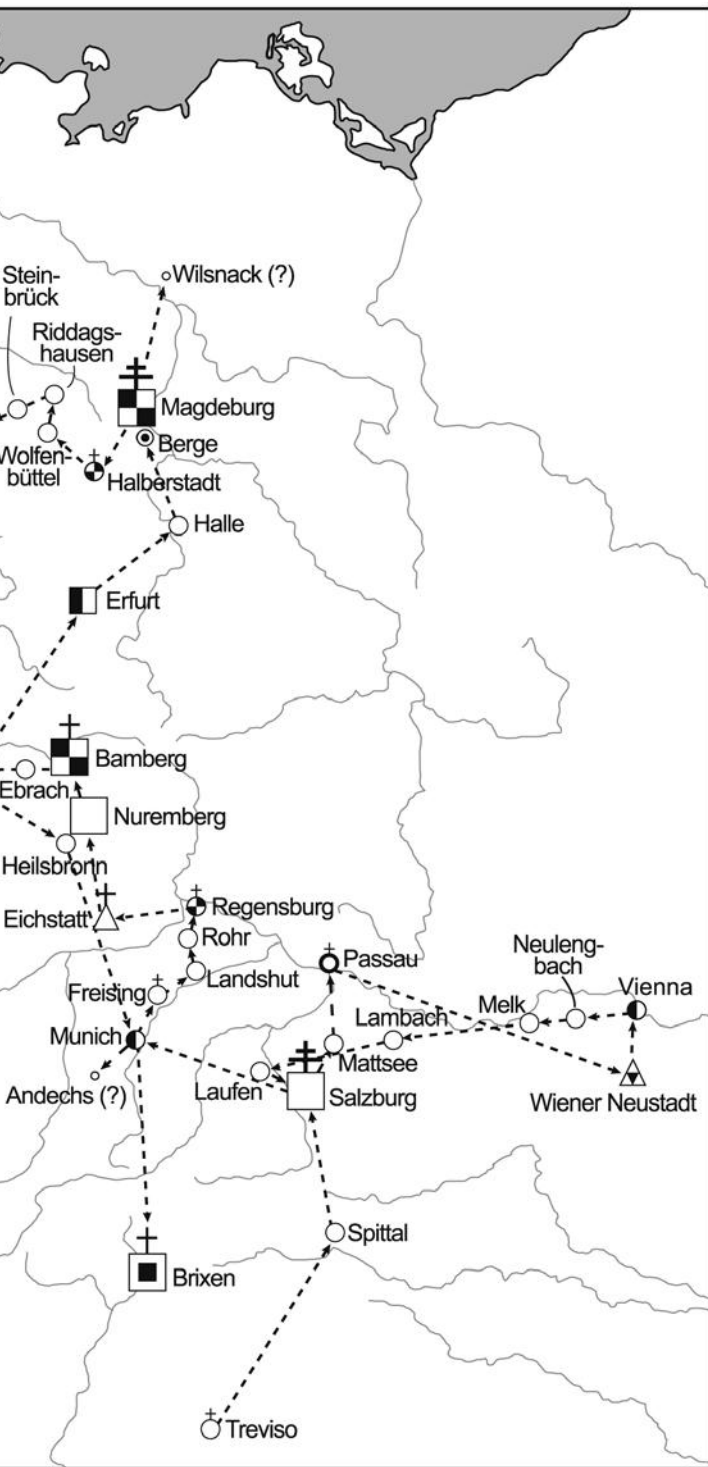 Wilsnack (?)
Stein-
brück
Riddags-
hausen
Magdeburg
Berge
Wolfen-
büttel
Halberstadt
Halle
Erfurt
Bamberg
Ebrach
Nuremberg
Heilsbronn
Eichstatt
Regensburg
Rohr
Landshut
Freising
Passau
Neuleng-
bach
Vienna
Melk
Lambach
Munich
Mattsee
Andechs (?)
Laufen
Salzburg
Wiener Neustadt
Spittal
Brixen
Treviso